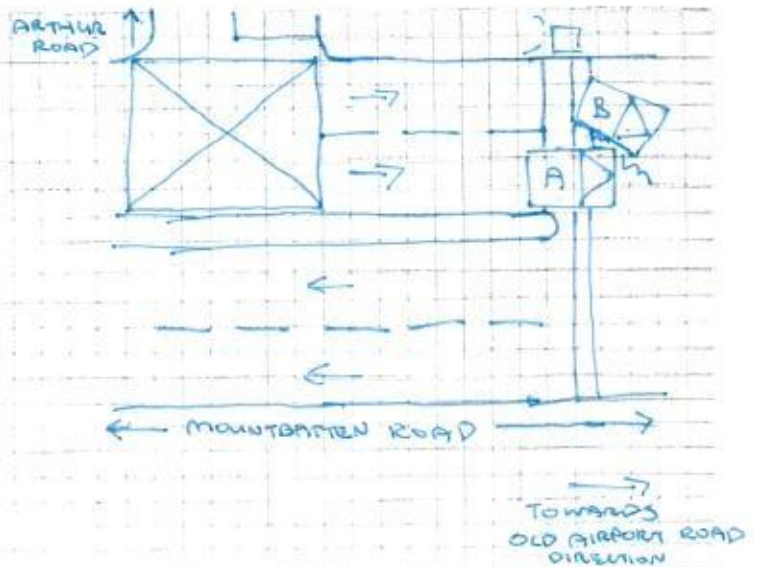 ARTHUR
ROAD
B
A
MOUNTBATTEN ROAD
TOWARDS
OLD AIRPORT ROAD
DIRECTION